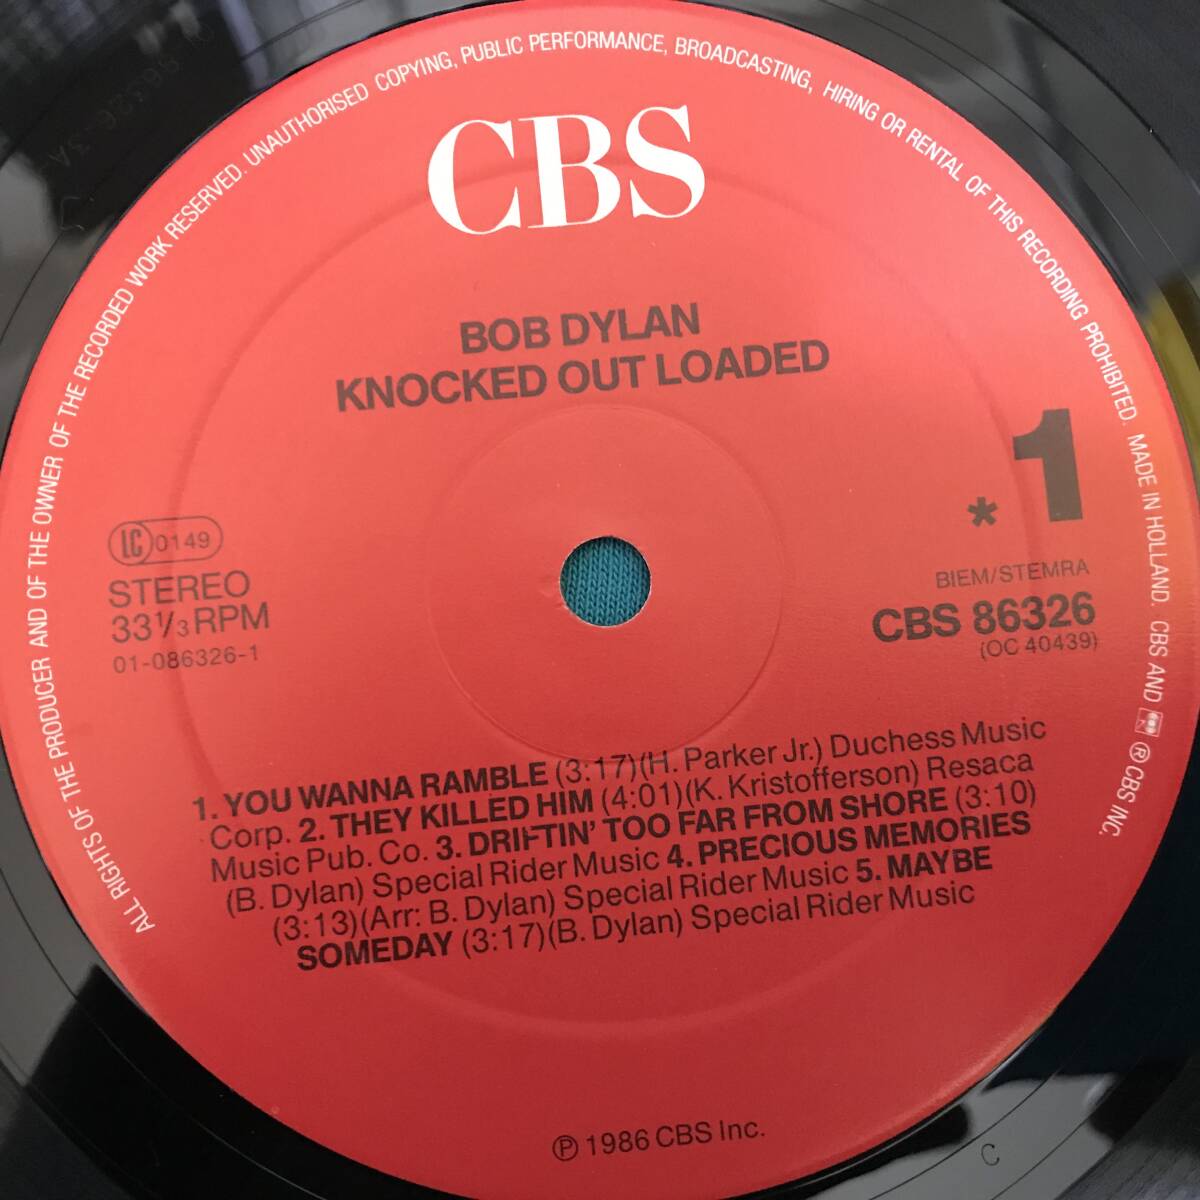 ALL RIGHTS OF THE PRODUCER AND OF THE OWNER OF THE RECORDED WORK RESERVED. UNAUTHORISED COPYING, PUBLIC PERFORMANCE, BROADCASTING, HIRING OR RENTAL OF THIS RECORDING PROHIBITED. MADE IN HOLLAND. CBS AND ® CBS INC.
CBS
BOB DYLAN
KNOCKED OUT LOADED
* 1
LC 0149
STEREO
33 1/3 RPM
01-086326-1
BIEM/STEMRA
CBS 86326
(OC 40439)
1. YOU WANNA RAMBLE (3:17)(H. Parker Jr.) Duchess Music
Corp. 2. THEY KILLED HIM (4:01)(K. Kristofferson) Resaca
Music Pub. Co. 3. DRIFTIN' TOO FAR FROM SHORE (3:10)
(B. Dylan) Special Rider Music 4. PRECIOUS MEMORIES
(3:13)(Arr: B. Dylan) Special Rider Music 5. MAYBE
SOMEDAY (3:17)(B. Dylan) Special Rider Music
℗ 1986 CBS Inc.
C